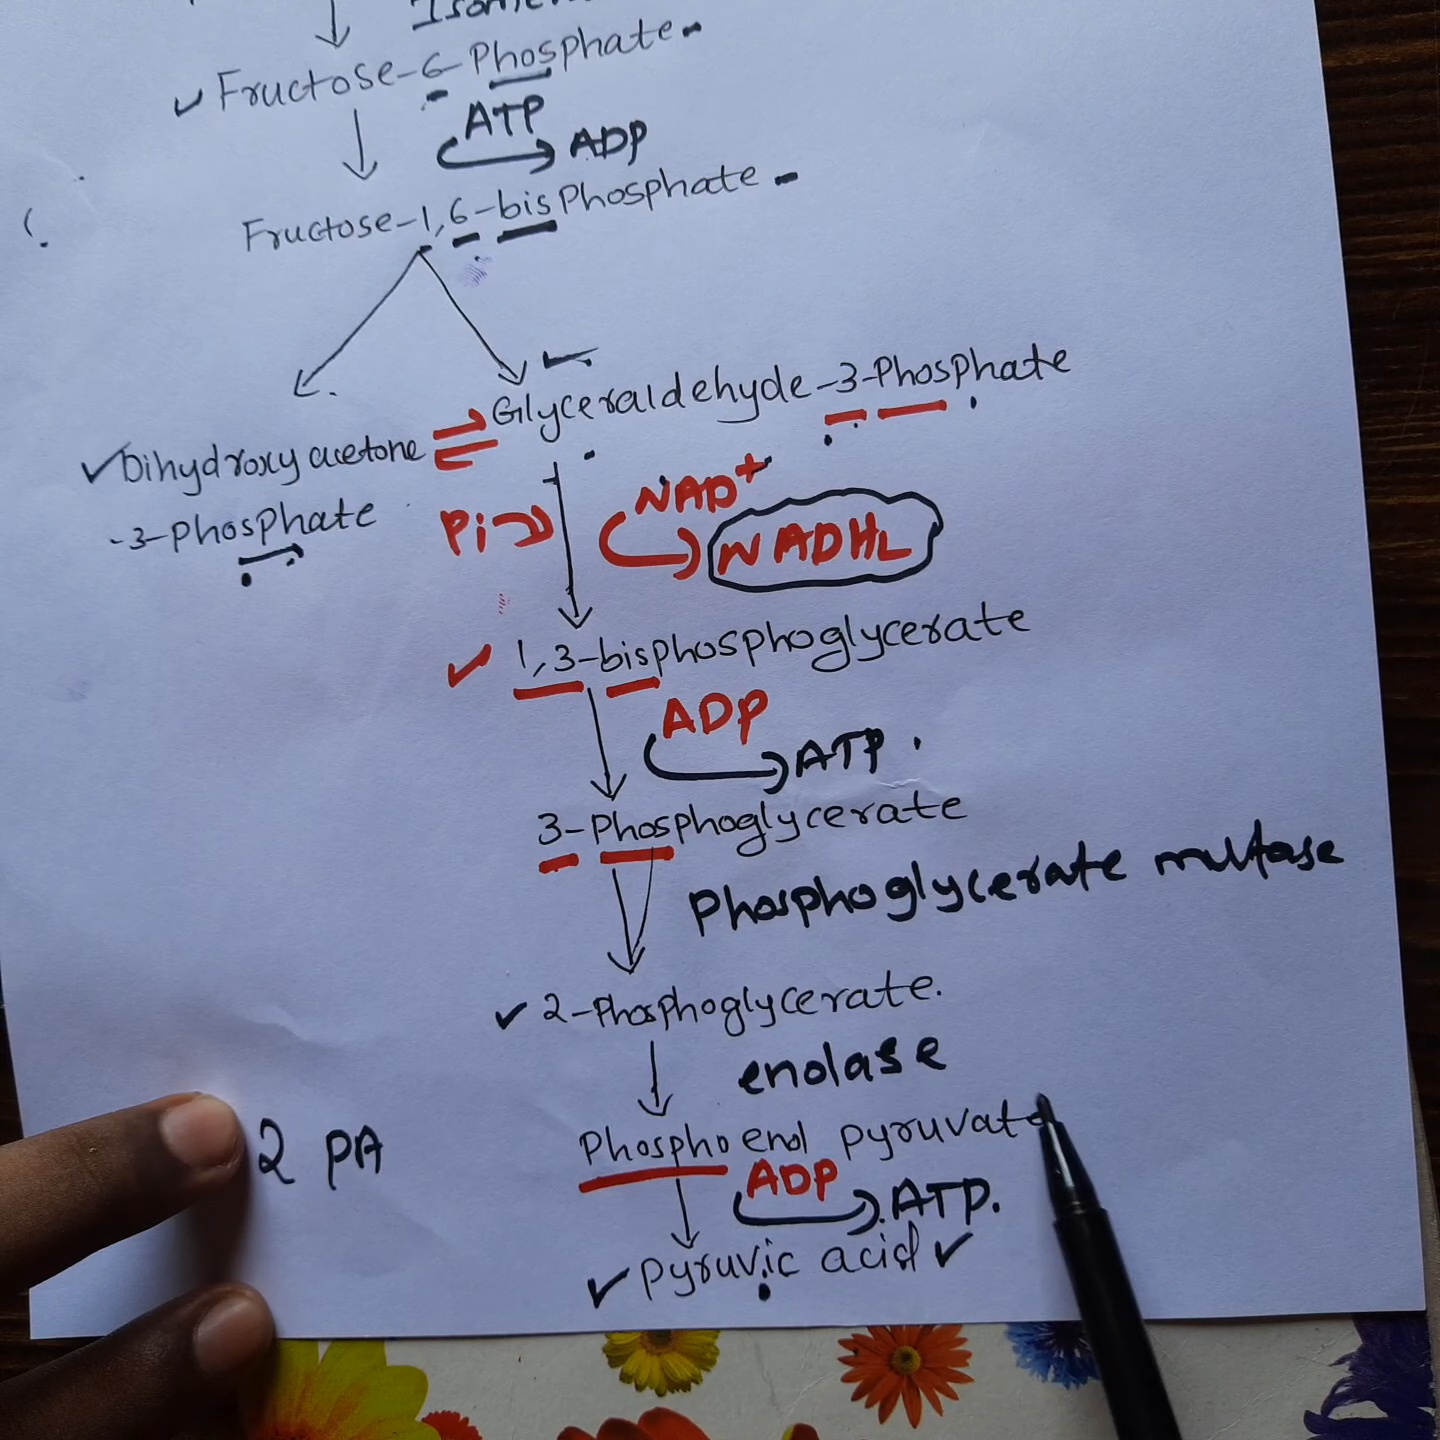 Fructose-6-Phosphate
ATP
ADP
Fructose-1,6-bisphosphate
Glyceraldehyde-3-Phosphate
Dihydroxy acetone
-3-Phosphate
NAD+
Pi
NADH2
1,3-bisphosphoglycerate
ADP
ATP
3-Phosphoglycerate
Phosphoglycerate mutase
2-Phosphoglycerate.
enolase
Phospho enol pyruvate
2 PA
ADP
ATP.
Pyruvic acid